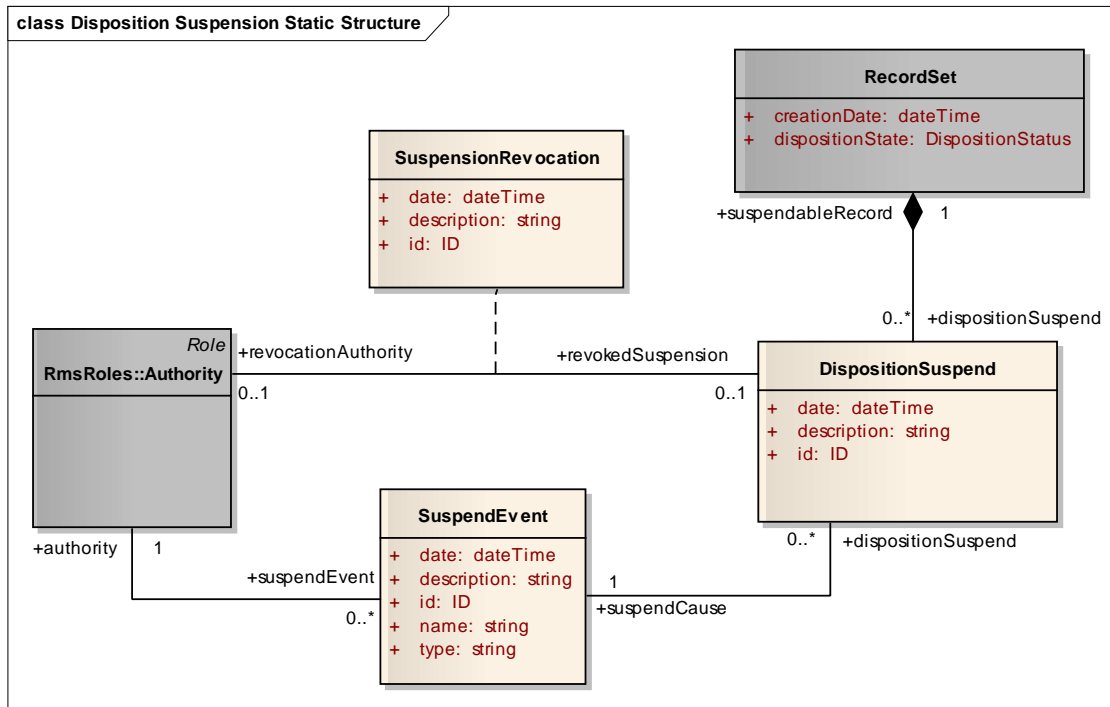 class Disposition Suspension Static Structure
RecordSet
+ creationDate: dateTime
+ dispositionState: DispositionStatus
SuspensionRevocation
+ date: dateTime
+ description: string
+ id: ID
+suspendableRecord 1
0..* +dispositionSuspend
Role
RmsRoles::Authority
+revocationAuthority
0..1
+revokedSuspension
0..1
DispositionSuspend
+ date: dateTime
+ description: string
+ id: ID
SuspendEvent
+ date: dateTime
+ description: string
+ id: ID
+ name: string
+ type: string
+authority 1
+suspendEvent
0..*
1
+suspendCause
0..* +dispositionSuspend